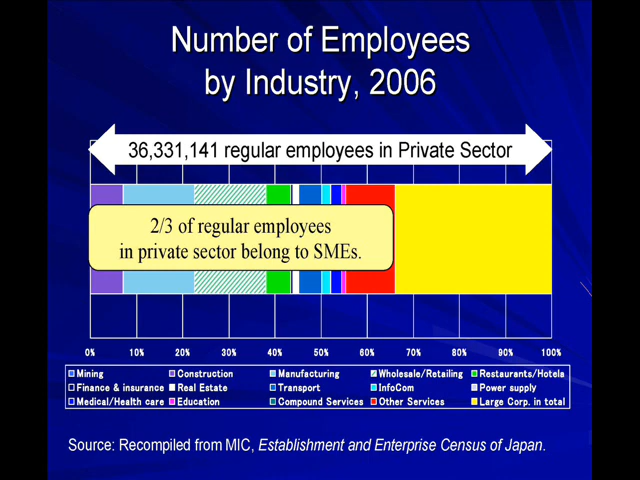 Number of Employees
by Industry, 2006
36,331,141 regular employees in Private Sector
2/3 of regular employees
in private sector belong to SMEs.
0% 10% 20% 30% 40% 50% 60% 70% 80% 90% 100%
Mining Construction Manufacturing Wholesale/Retailing Restaurants/Hotels
Finance & insurance Real Estate Transport InfoCom Power supply
Medical/Health care Education Compound Services Other Services Large Corp. in total
Source: Recompiled from MIC, Establishment and Enterprise Census of Japan.